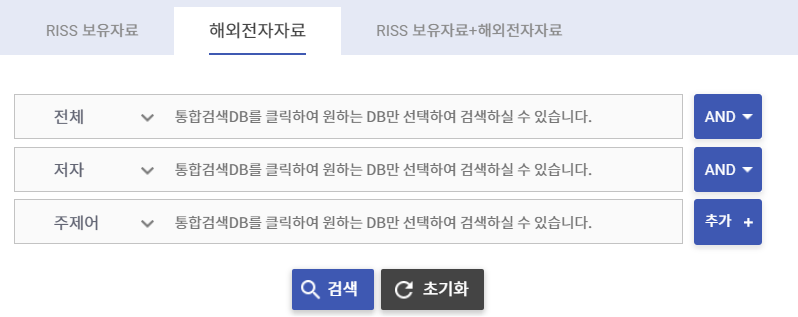 RISS 보유자료 해외전자자료 RISS 보유자료+해외전자자료
전체 통합검색DB를 클릭하여 원하는 DB만 선택하여 검색하실 수 있습니다. AND
저자 통합검색DB를 클릭하여 원하는 DB만 선택하여 검색하실 수 있습니다. AND
주제어 통합검색DB를 클릭하여 원하는 DB만 선택하여 검색하실 수 있습니다. 추가 +
검색 초기화